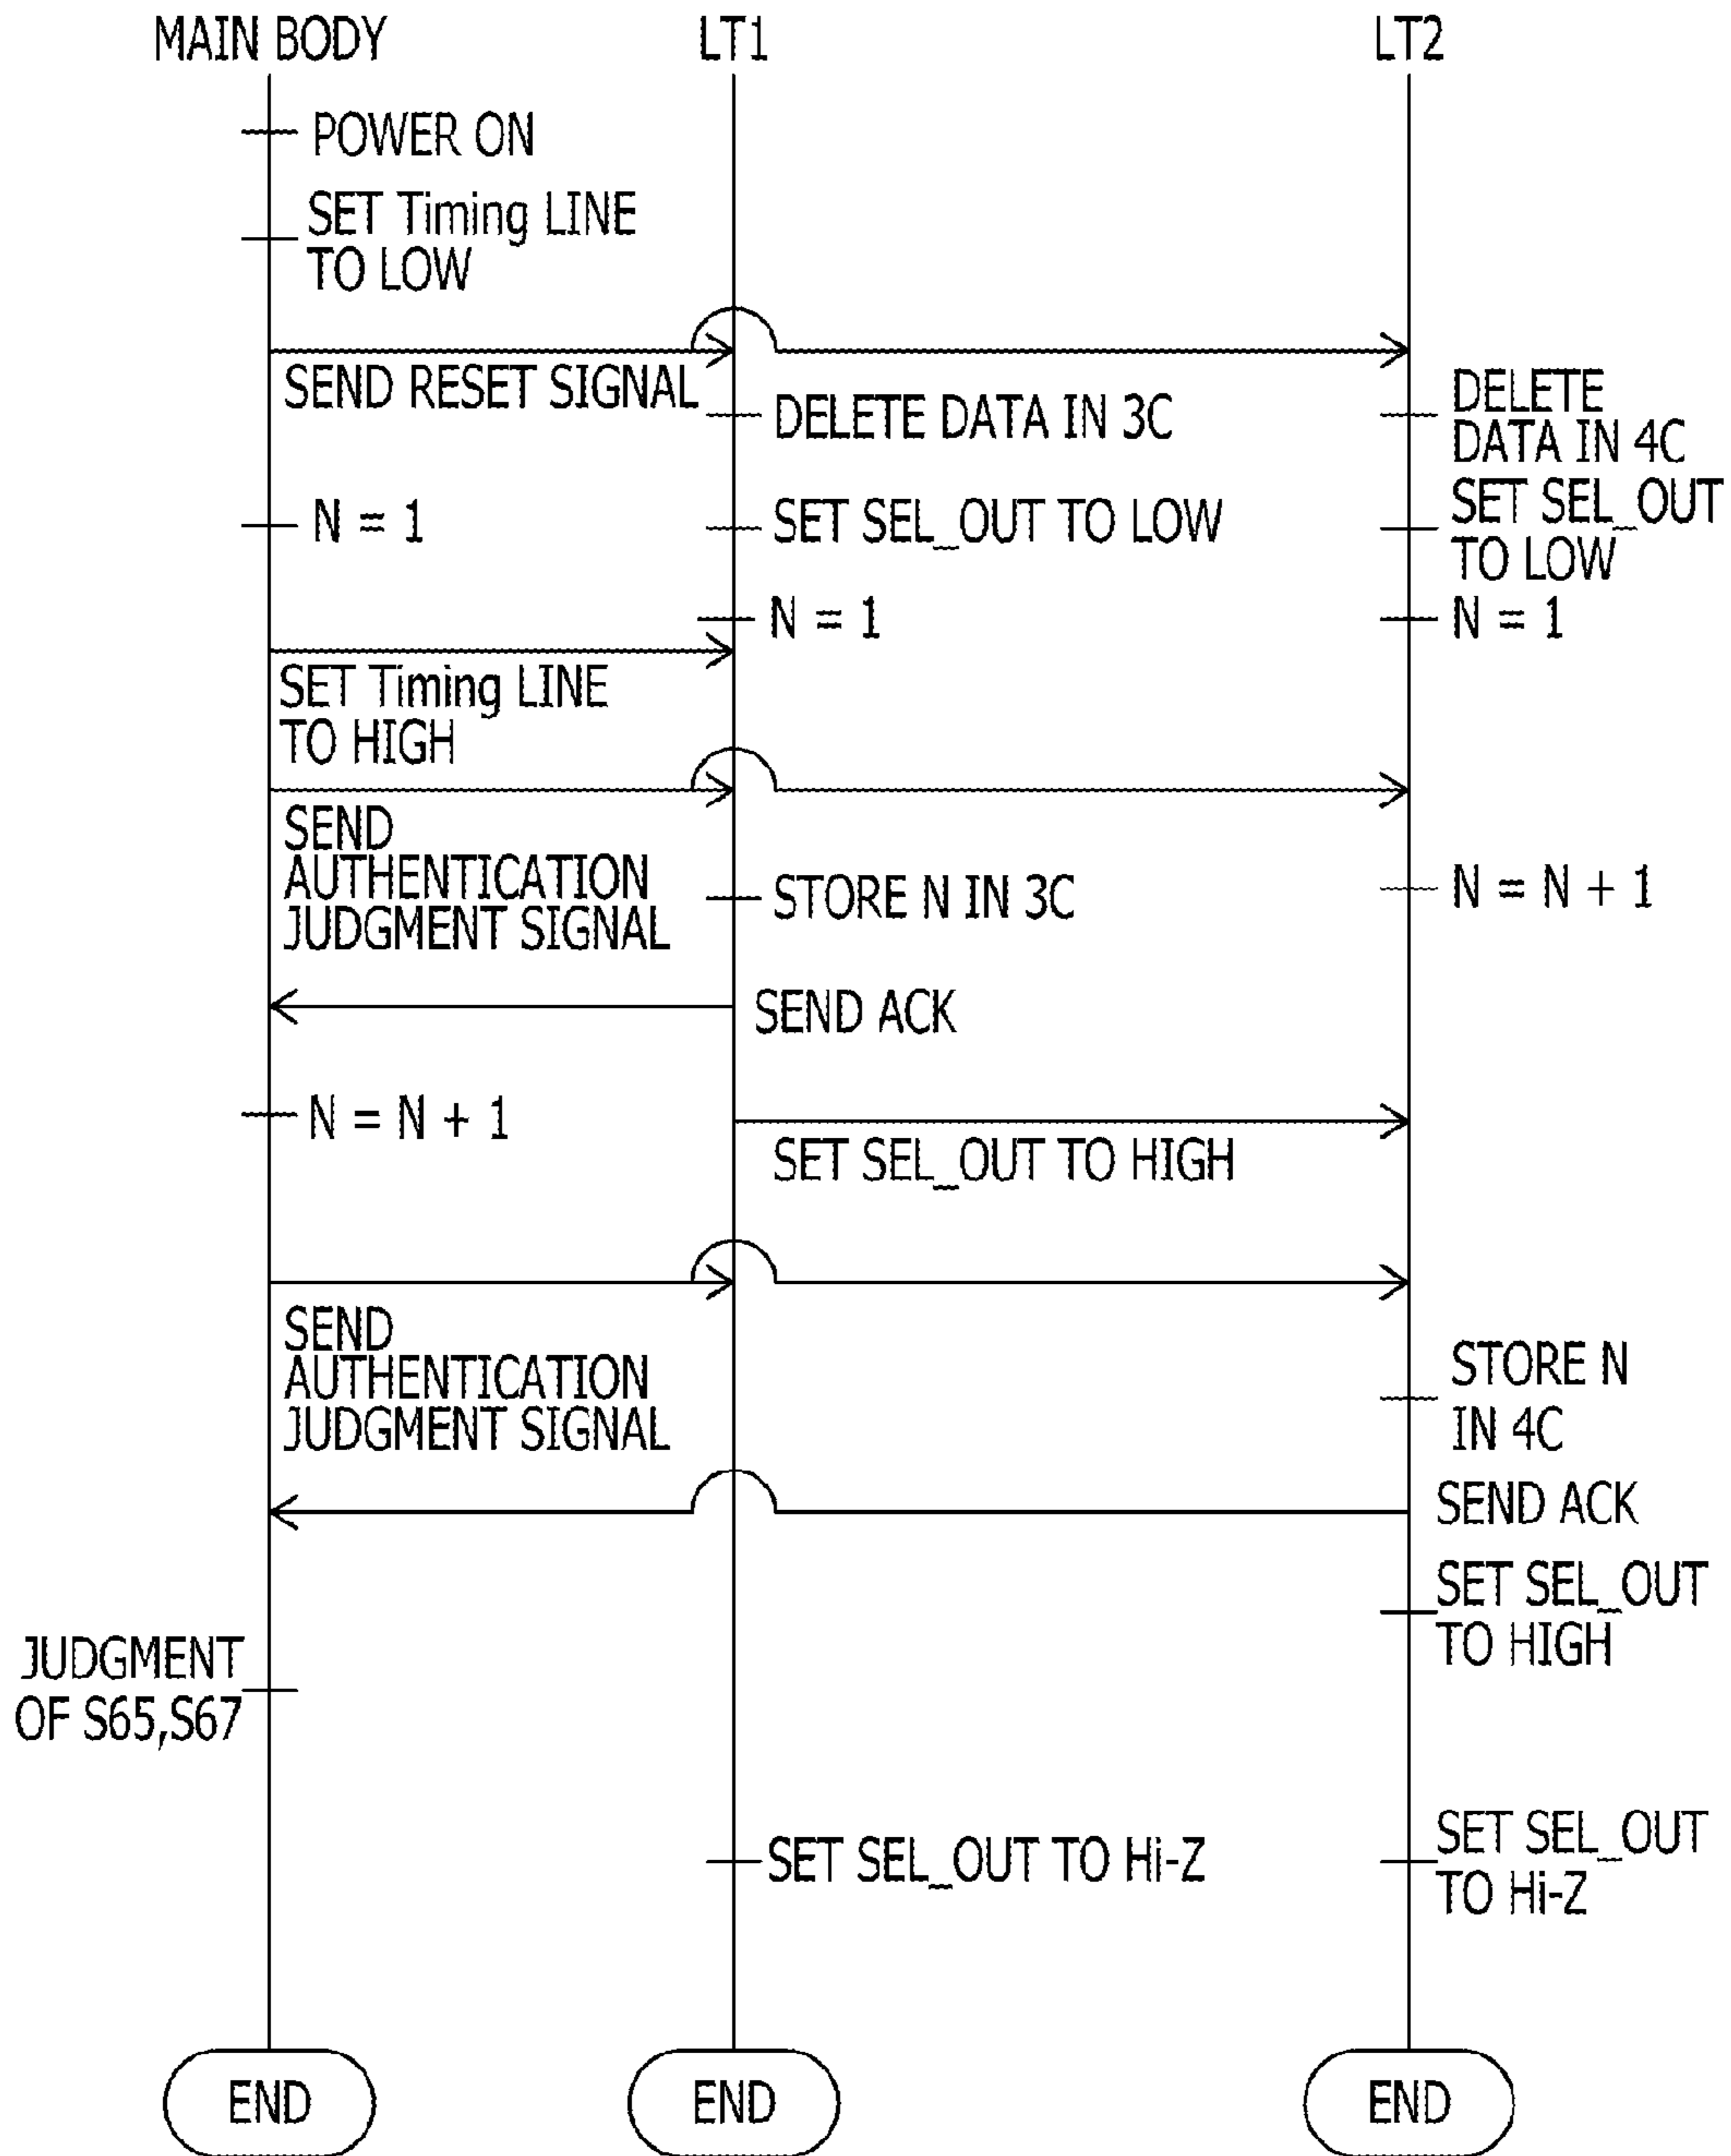 MAIN BODY
LT1
LT2
POWER ON
SET Timing LINE
TO LOW
SEND RESET SIGNAL
DELETE DATA IN 3C
DELETE
DATA IN 4C
N = 1
SET SEL_OUT TO LOW
SET SEL_OUT
TO LOW
N = 1
N = 1
SET Timing LINE
TO HIGH
SEND
AUTHENTICATION
JUDGMENT SIGNAL
STORE N IN 3C
N = N + 1
SEND ACK
N = N + 1
SET SEL_OUT TO HIGH
SEND
AUTHENTICATION
JUDGMENT SIGNAL
STORE N
IN 4C
SEND ACK
SET SEL_OUT
TO HIGH
JUDGMENT
OF S65,S67
SET SEL_OUT TO Hi-Z
SET SEL_OUT
TO Hi-Z
END
END
END